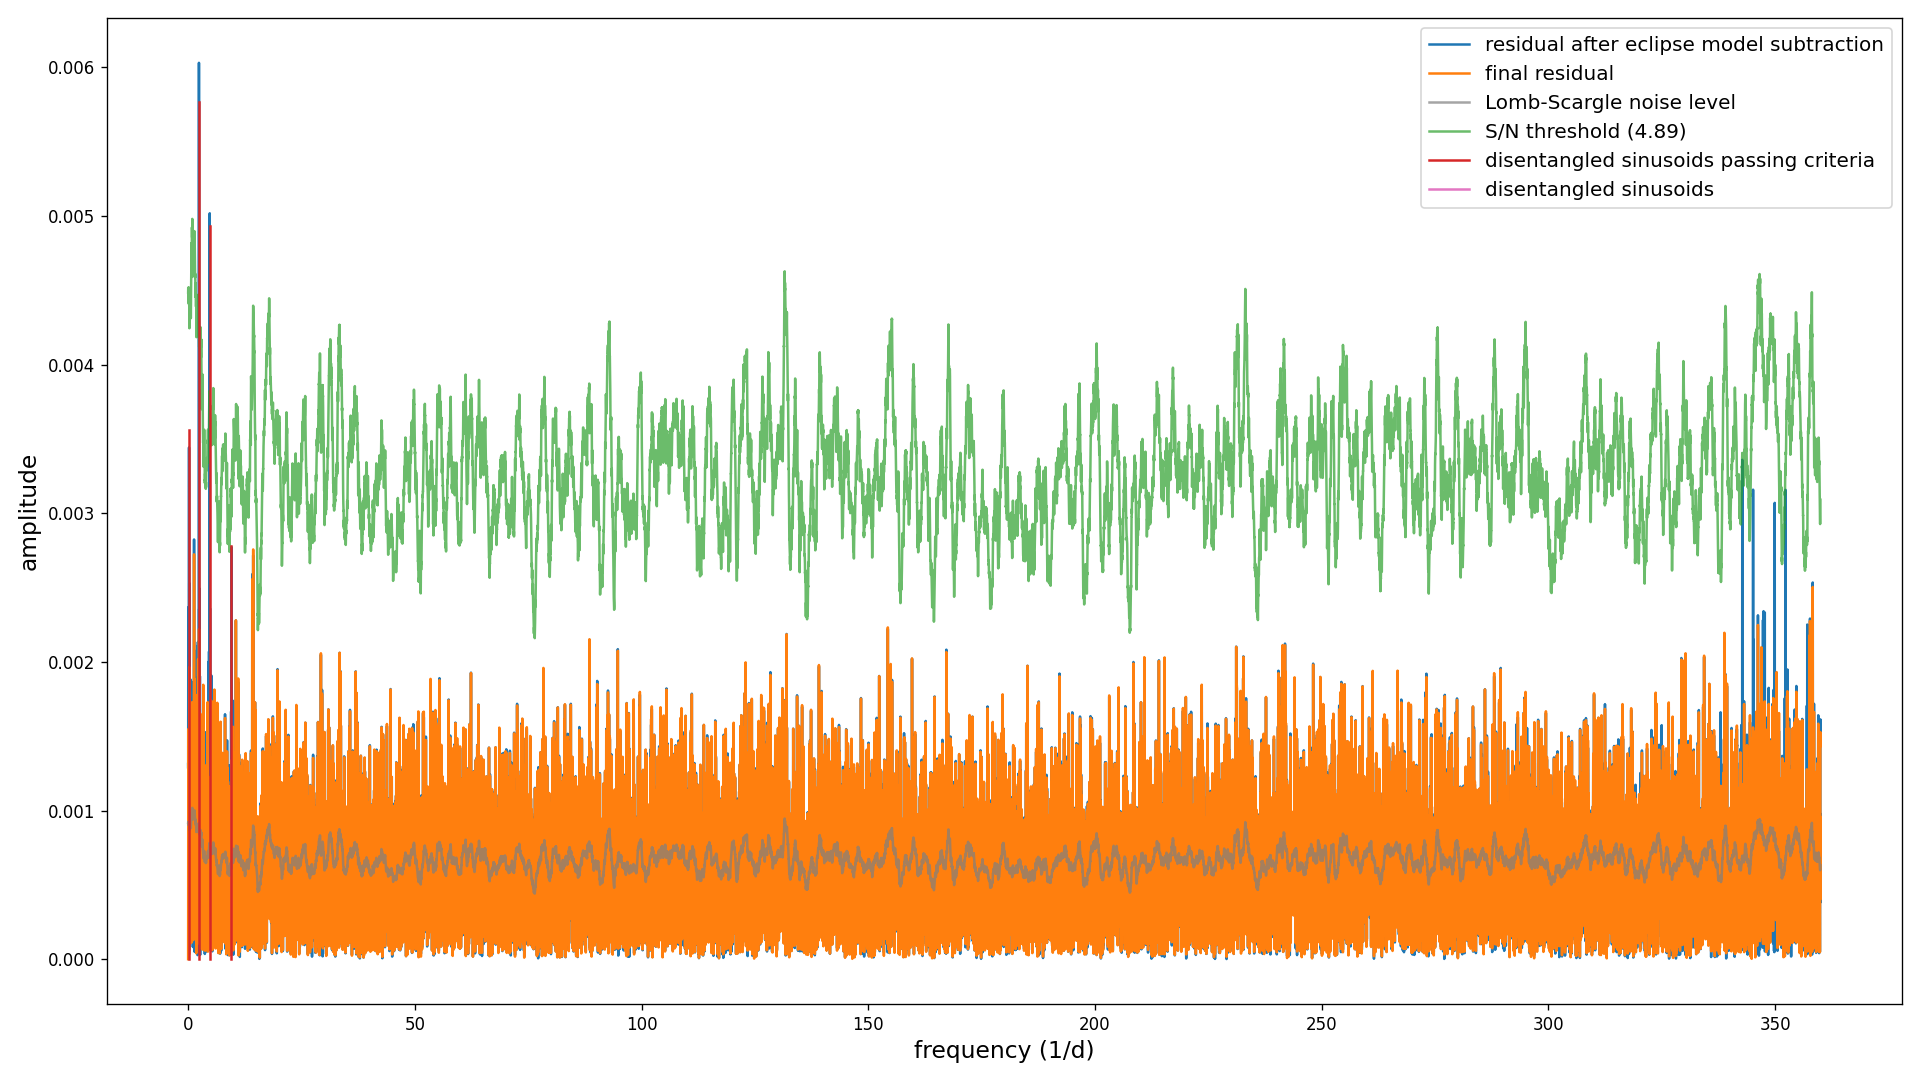 residual after eclipse model subtraction
final residual
Lomb-Scargle noise level
S/N threshold (4.89)
disentangled sinusoids passing criteria
disentangled sinusoids
0.006
0.005
0.004
0.003
0.002
0.001
0.000
amplitude
0 50 100 150 200 250 300 350
frequency (1/d)